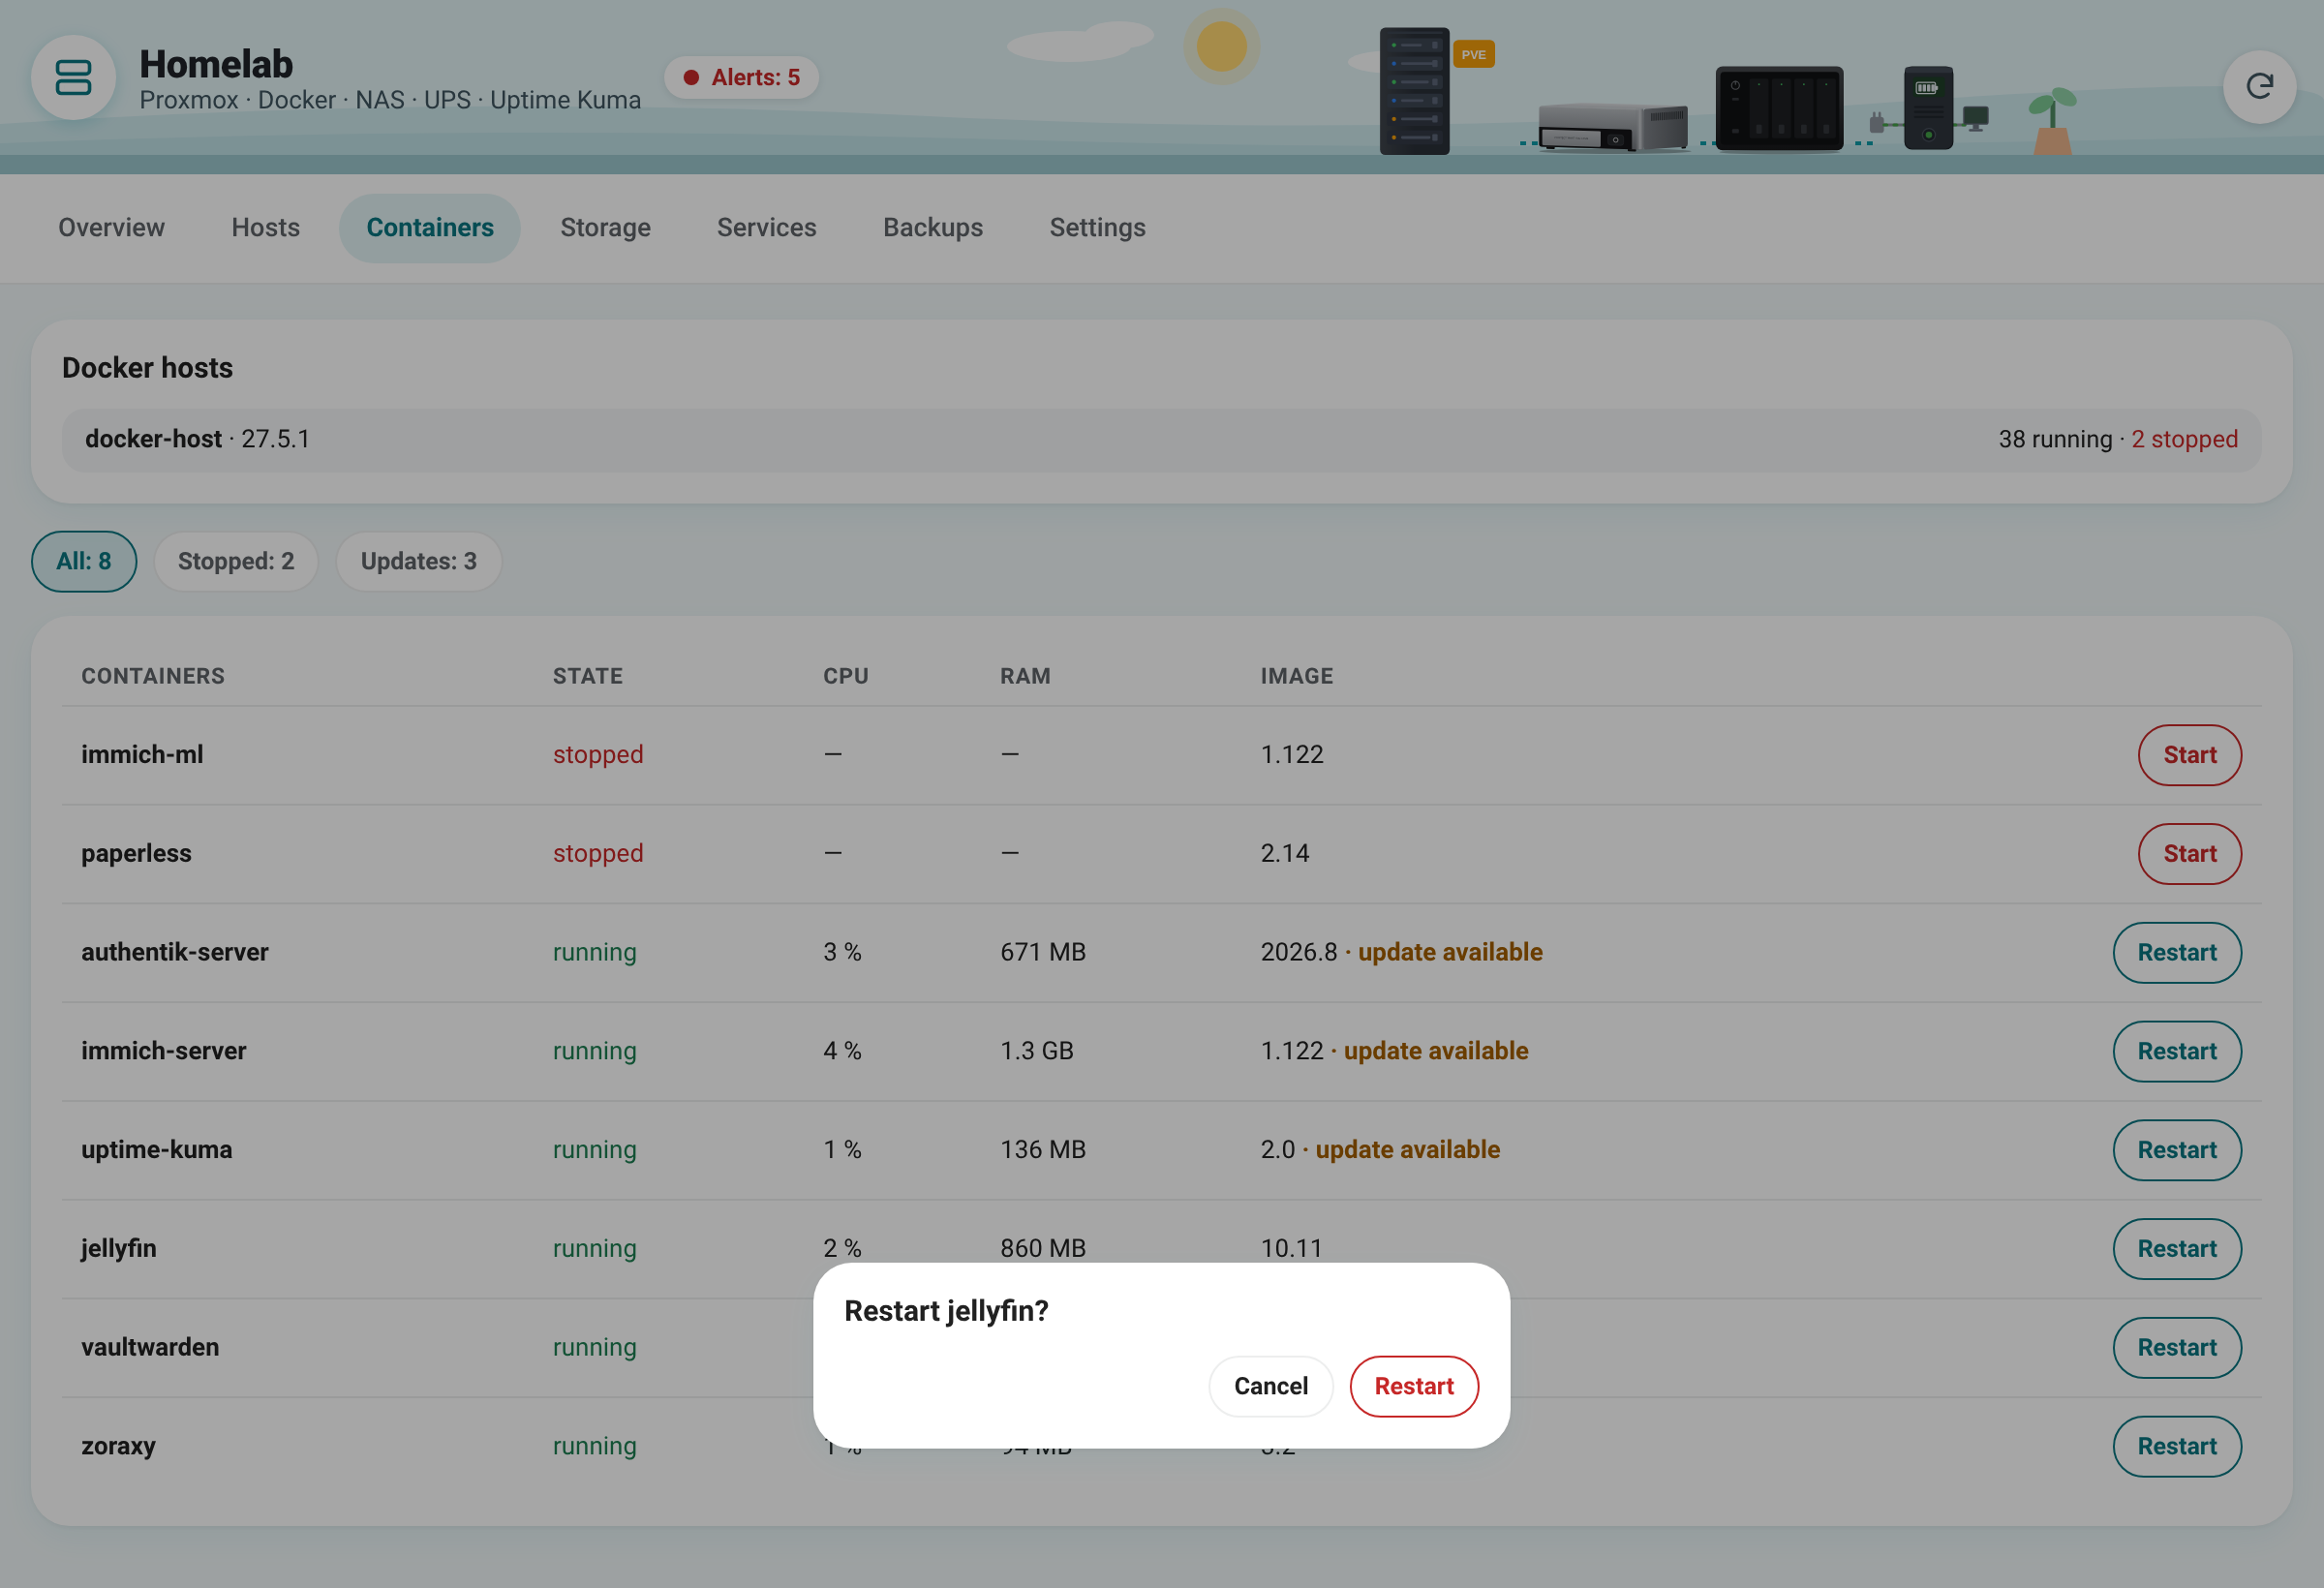 Homelab
Proxmox · Docker · NAS · UPS · Uptime Kuma
Alerts: 5
PVE
Overview Hosts Containers Storage Services Backups Settings
Docker hosts
docker-host · 27.5.1 38 running · 2 stopped
All: 8 Stopped: 2 Updates: 3
CONTAINERS STATE CPU RAM IMAGE
immich-ml stopped — — 1.122 Start
paperless stopped — — 2.14 Start
authentik-server running 3 % 671 MB 2026.8 · update available Restart
immich-server running 4 % 1.3 GB 1.122 · update available Restart
uptime-kuma running 1 % 136 MB 2.0 · update available Restart
jellyfin running 2 % 860 MB 10.11 Restart
Restart jellyfin?
vaultwarden running Restart
Cancel Restart
zoraxy running Restart